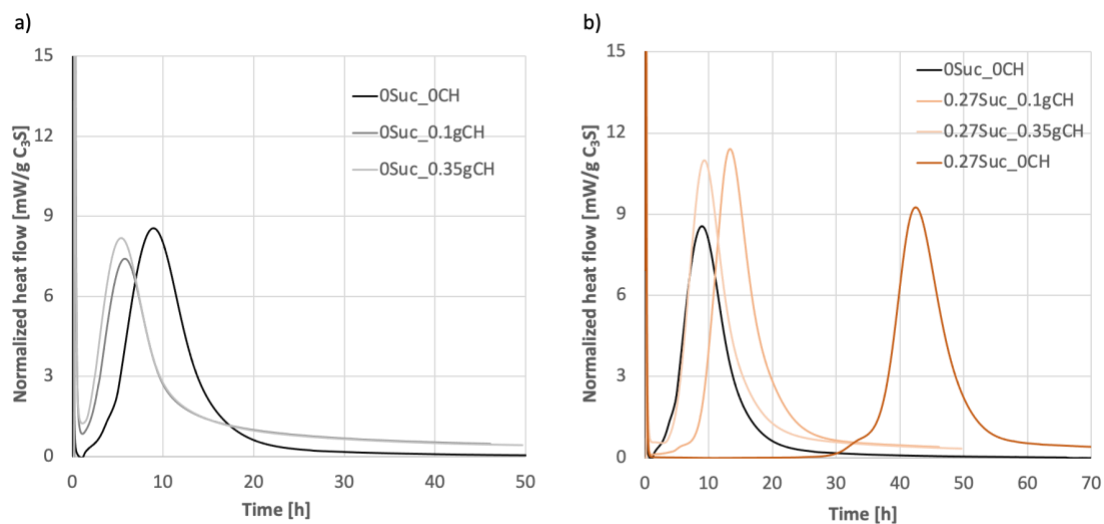 a)
15
12
9
6
3
0
Normalized heat flow [mW/g C₃S]
0Suc_0CH
0Suc_0.1gCH
0Suc_0.35gCH
0 10 20 30 40 50
Time [h]
b)
15
12
9
6
3
0
Normalized heat flow [mW/g C₃S]
0Suc_0CH
0.27Suc_0.1gCH
0.27Suc_0.35gCH
0.27Suc_0CH
0 10 20 30 40 50 60 70
Time [h]